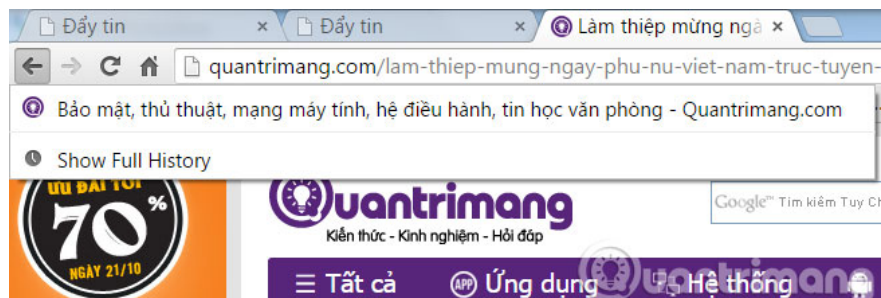 Đẩy tin
Đẩy tin
Làm thiệp mừng ngà
quantrimang.com/lam-thiep-mung-ngay-phu-nu-viet-nam-truc-tuyen-
Bảo mật, thủ thuật, mạng máy tính, hệ điều hành, tin học văn phòng - Quantrimang.com
Show Full History
ƯU ĐÃI TỚI
70%
NGÀY 21/10
Quantrimang
Kiến thức - Kinh nghiệm - Hỏi đáp
Google™ Tìm kiếm Tùy Ch
Tất cả
APP Ứng dụng
Hệ thống
Quantrimang